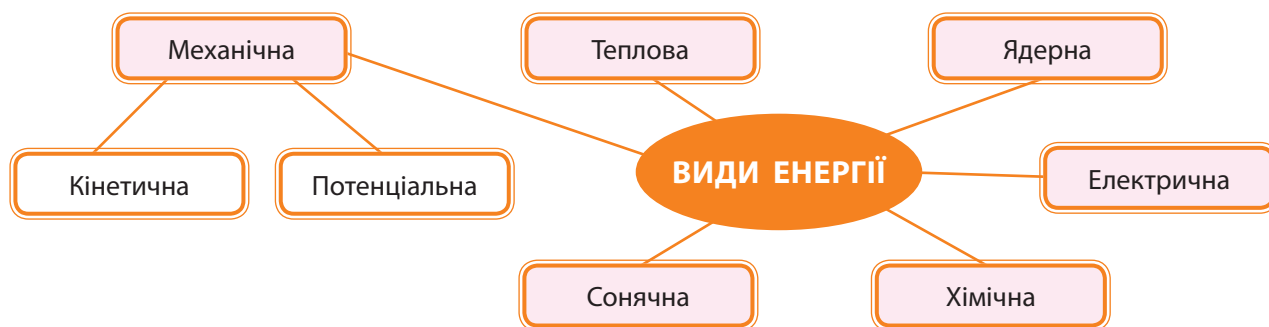 Механічна
Теплова
Ядерна
Кінетична
Потенціальна
ВИДИ ЕНЕРГІЇ
Електрична
Сонячна
Хімічна